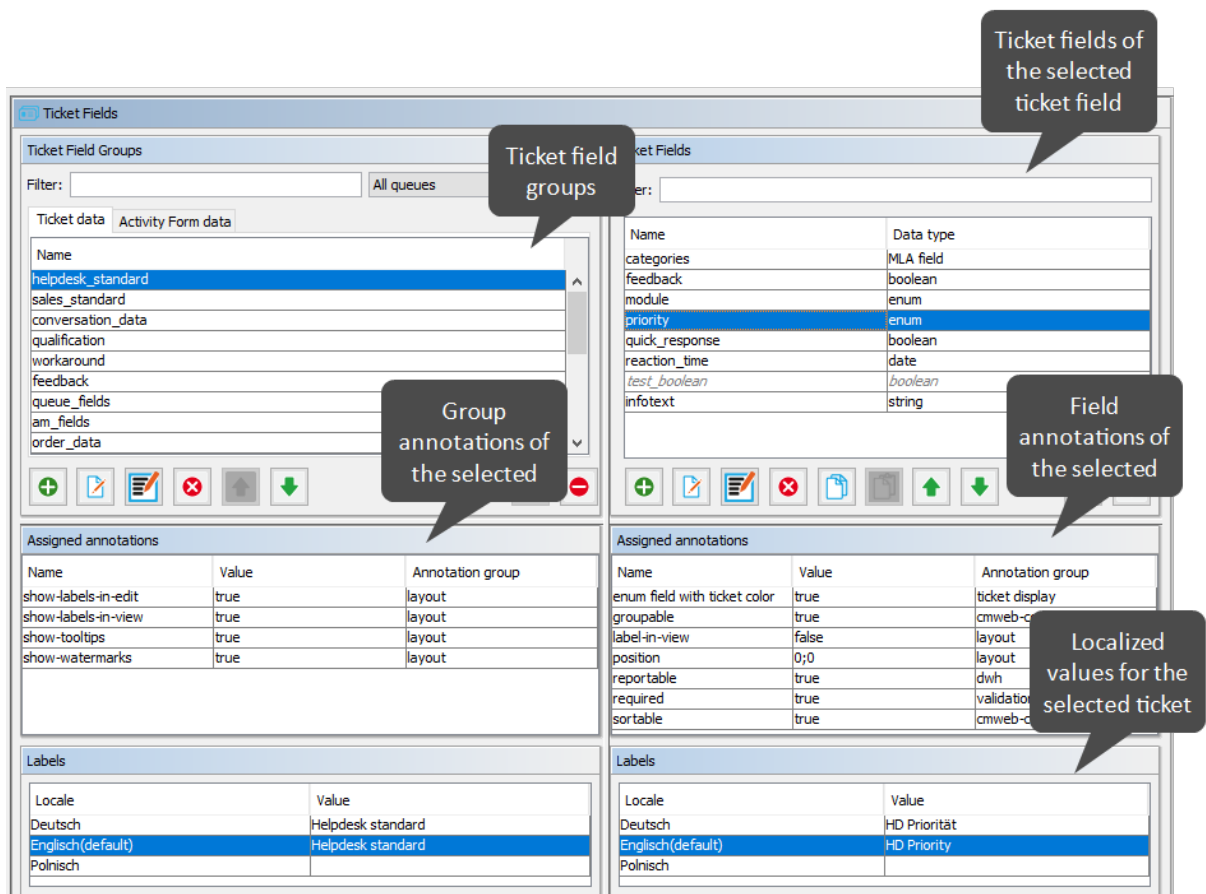 Ticket fields of
the selected
ticket field
Ticket Fields
Ticket Field Groups
Filter:
All queues
Ticket field
groups
Ticket data
Activity Form data
Name
helpdesk_standard
sales_standard
conversation_data
qualification
workaround
feedback
queue_fields
am_fields
order_data
Group
annotations of
the selected
Fields
Name Data type
categories MLA field
feedback boolean
module enum
priority enum
quick_response boolean
reaction_time date
test_boolean boolean
infotext string
Field
annotations of
the selected
Assigned annotations
Name Value Annotation group
show-labels-in-edit true layout
show-labels-in-view true layout
show-tooltips true layout
show-watermarks true layout
Assigned annotations
Name Value Annotation group
enum field with ticket color true ticket display
groupable true
label-in-view false layout
position 0;0 layout
reportable true dwh
required true
sortable true
Localized
values for the
selected ticket
Labels
Locale Value
Deutsch Helpdesk standard
Englisch(default) Helpdesk standard
Polnisch
Labels
Locale Value
Deutsch HD Priorität
Englisch(default) HD Priority
Polnisch